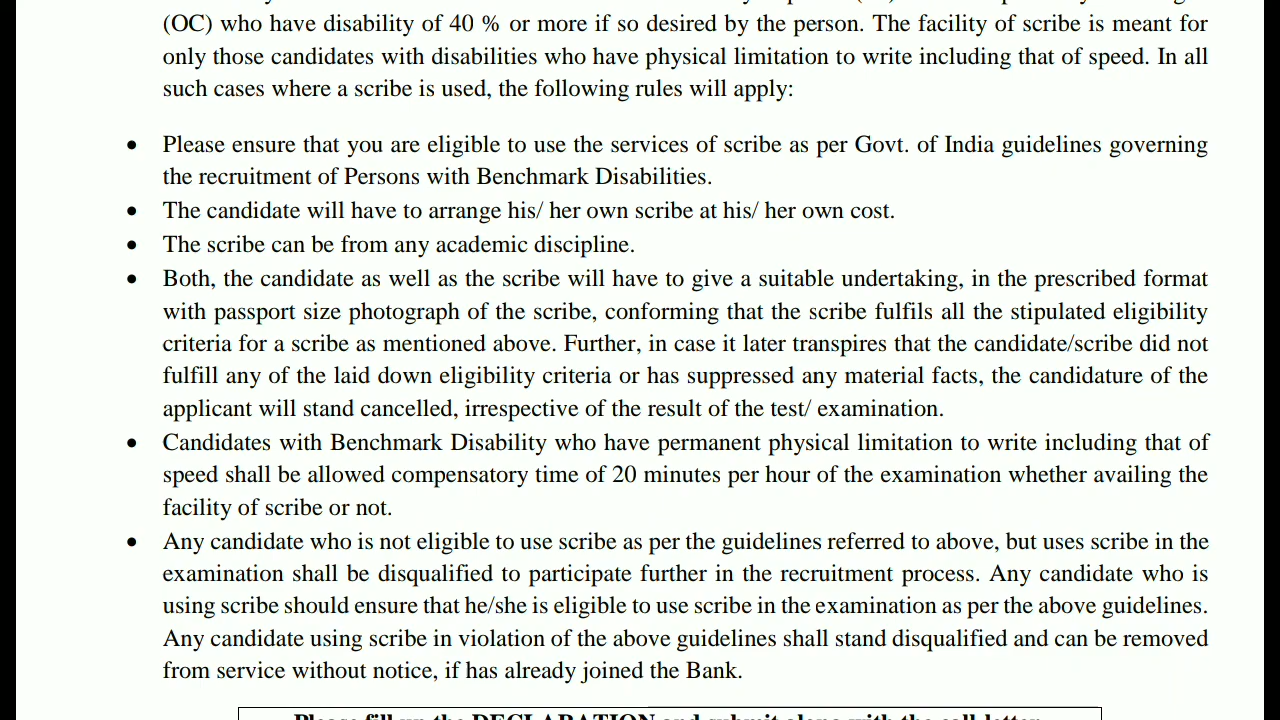 (OC) who have disability of 40 % or more if so desired by the person. The facility of scribe is meant for
only those candidates with disabilities who have physical limitation to write including that of speed. In all
such cases where a scribe is used, the following rules will apply:
• Please ensure that you are eligible to use the services of scribe as per Govt. of India guidelines governing
the recruitment of Persons with Benchmark Disabilities.
• The candidate will have to arrange his/ her own scribe at his/ her own cost.
• The scribe can be from any academic discipline.
• Both, the candidate as well as the scribe will have to give a suitable undertaking, in the prescribed format
with passport size photograph of the scribe, conforming that the scribe fulfils all the stipulated eligibility
criteria for a scribe as mentioned above. Further, in case it later transpires that the candidate/scribe did not
fulfill any of the laid down eligibility criteria or has suppressed any material facts, the candidature of the
applicant will stand cancelled, irrespective of the result of the test/ examination.
• Candidates with Benchmark Disability who have permanent physical limitation to write including that of
speed shall be allowed compensatory time of 20 minutes per hour of the examination whether availing the
facility of scribe or not.
• Any candidate who is not eligible to use scribe as per the guidelines referred to above, but uses scribe in the
examination shall be disqualified to participate further in the recruitment process. Any candidate who is
using scribe should ensure that he/she is eligible to use scribe in the examination as per the above guidelines.
Any candidate using scribe in violation of the above guidelines shall stand disqualified and can be removed
from service without notice, if has already joined the Bank.
Please fill up the DECLARATION and submit along with the call-letter